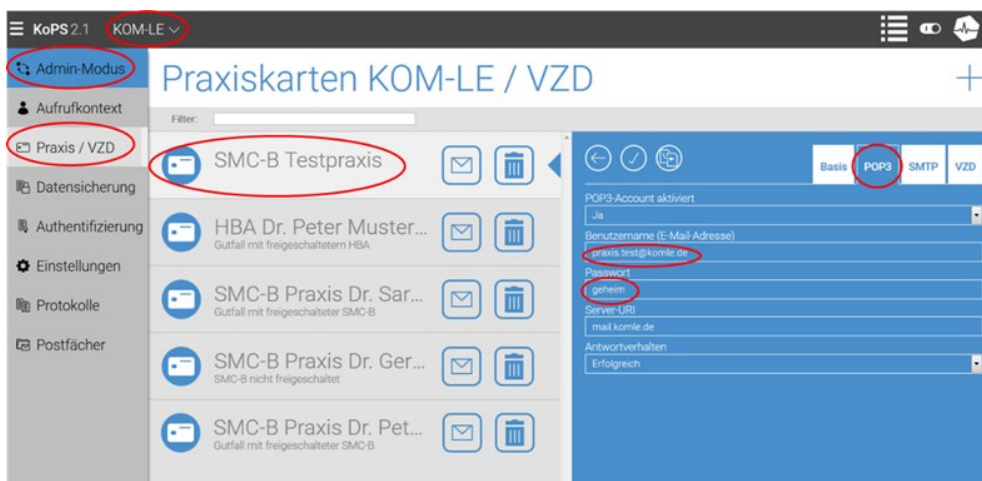 KoPS 2.1 KOM-LE
Admin-Modus
Aufrufkontext
Praxis / VZD
Datensicherung
Authentifizierung
Einstellungen
Protokolle
Postfächer
Praxiskarten KOM-LE / VZD
Filter:
SMC-B Testpraxis
HBA Dr. Peter Muster...
Gutfall mit freigeschaltetem HBA
SMC-B Praxis Dr. Sar...
Gutfall mit freigeschalteter SMC-B
SMC-B Praxis Dr. Ger...
SMC-B nicht freigeschaltet
SMC-B Praxis Dr. Pet...
Gutfall mit freigeschalteter SMC-B
Basis POP3 SMTP VZD
POP3-Account aktiviert
Ja
Benutzername (E-Mail-Adresse)
praxis.test@komle.de
Passwort
geheim
Server-URI
mail.komle.de
Antwortverhalten
Erfolgreich